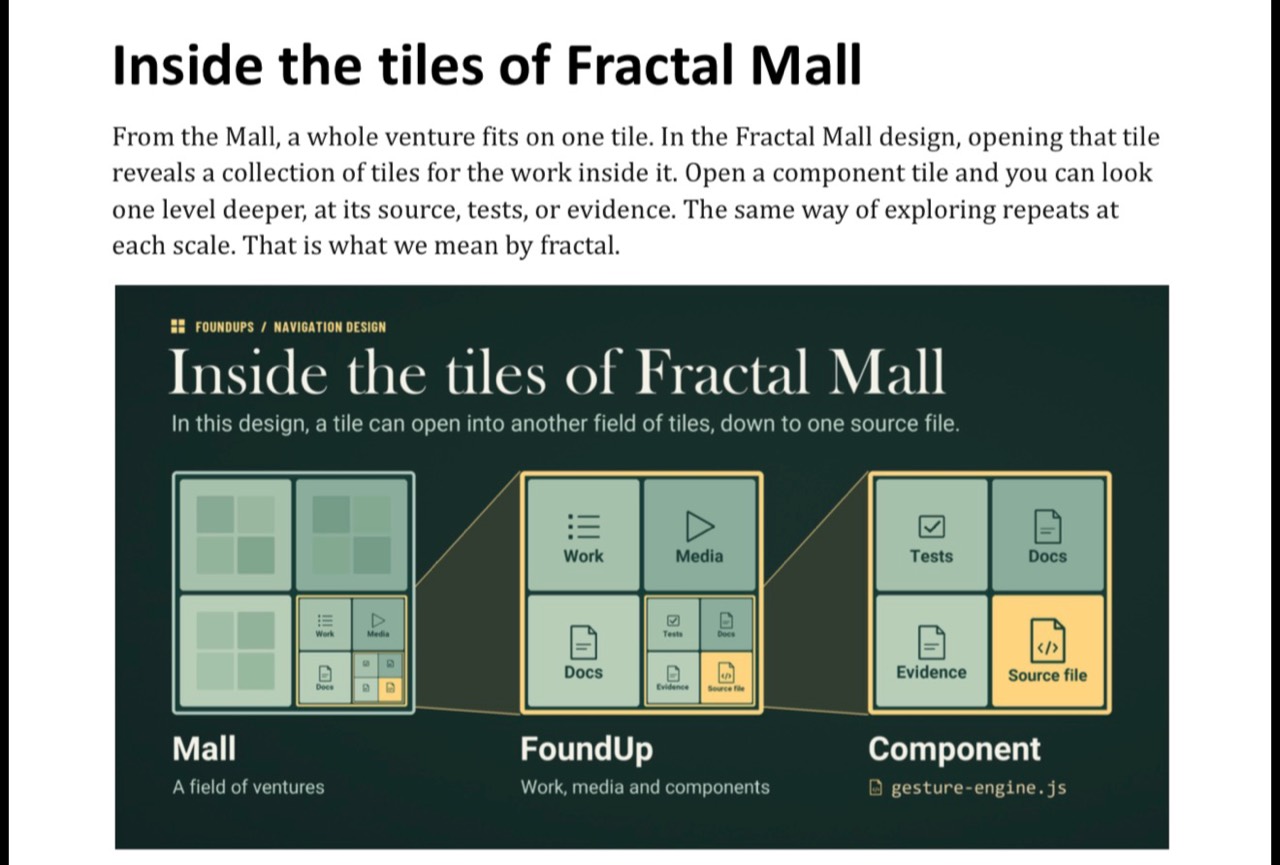 Inside the tiles of Fractal Mall
From the Mall, a whole venture fits on one tile. In the Fractal Mall design, opening that tile
reveals a collection of tiles for the work inside it. Open a component tile and you can look
one level deeper, at its source, tests, or evidence. The same way of exploring repeats at
each scale. That is what we mean by fractal.
FOUNDUPS / NAVIGATION DESIGN
Inside the tiles of Fractal Mall
In this design, a tile can open into another field of tiles, down to one source file.
Work
Media
Docs
Mall
A field of ventures
Work
Media
Docs
Tests
Docs
Evidence
Source file
FoundUp
Work, media and components
Tests
Docs
Evidence
</>
Source file
Component
gesture-engine.js